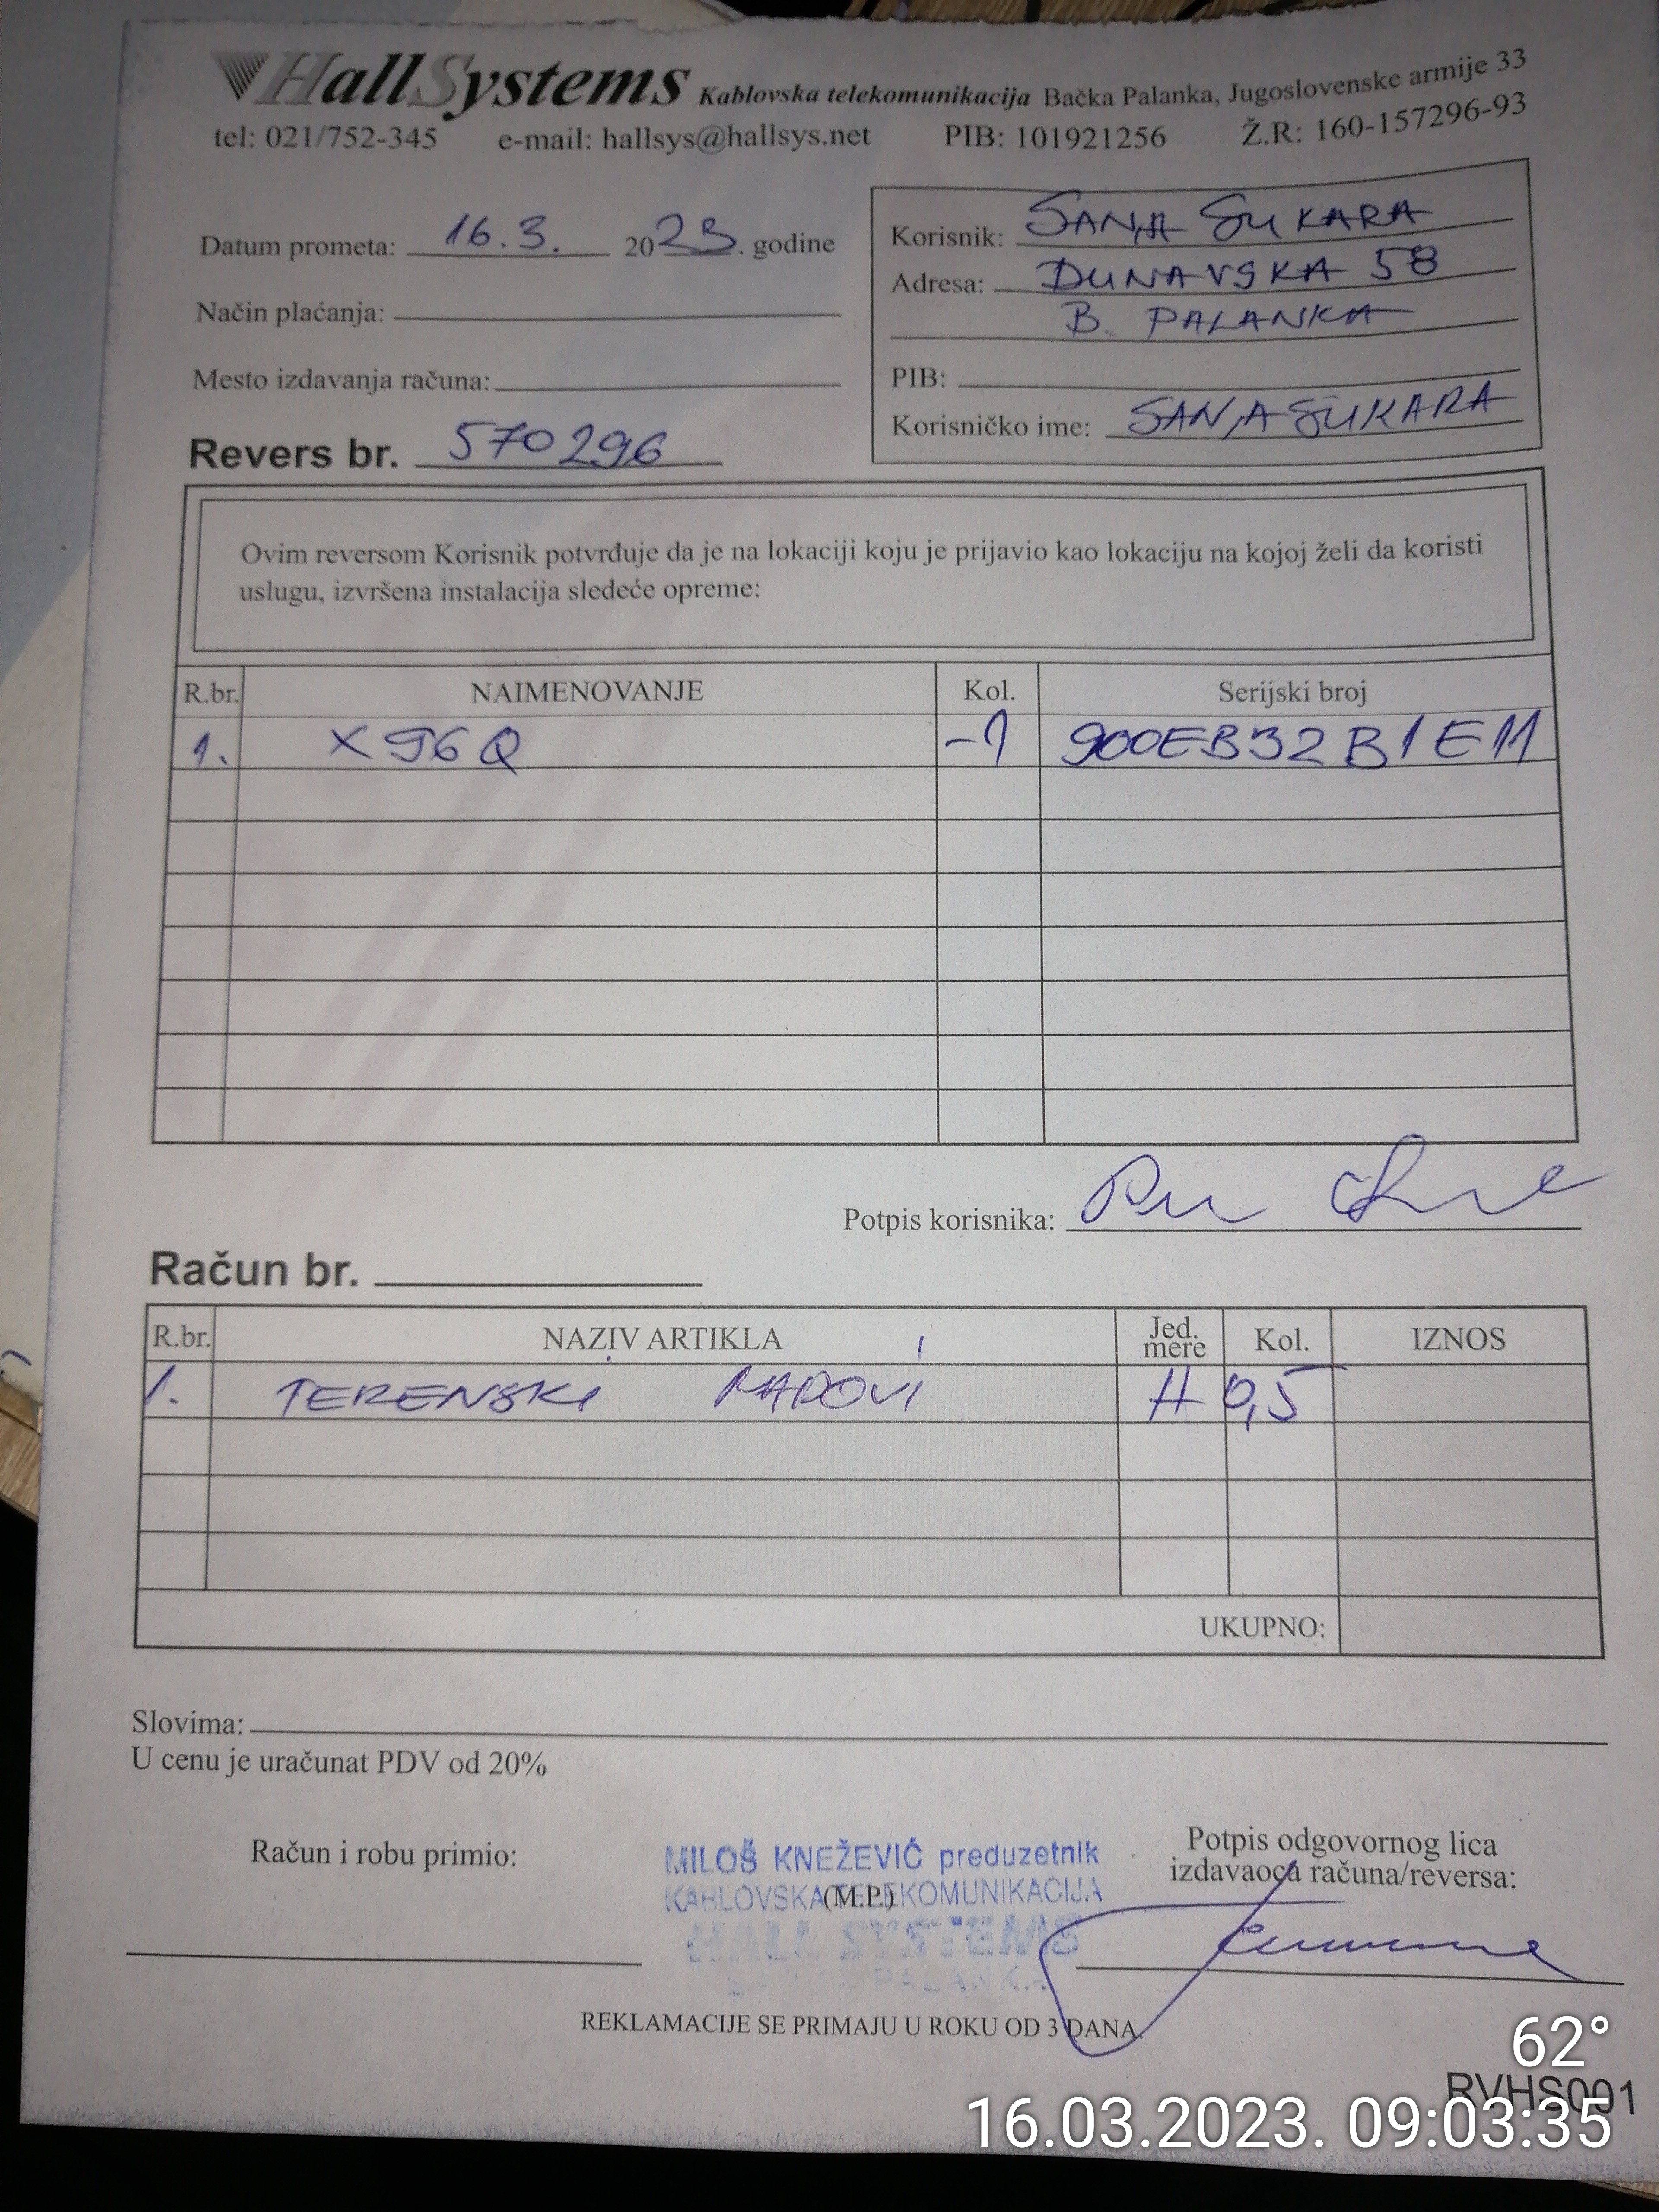 HallSystems Kablovska telekomunikacija Bačka Palanka, Jugoslovenske armije 33
tel: 021/752-345 e-mail: hallsys@hallsys.net PIB: 101921256 Ž.R: 160-157296-93
Datum prometa: 16.3. 2023. godine
Način plaćanja:
Mesto izdavanja računa:
Revers br. 570296
Korisnik: SANJA ŠUKARA
Adresa: DUNAVSKA 58
B. PALANKA
PIB:
Korisničko ime: SANJAŠUKARA
Ovim reversom Korisnik potvrđuje da je na lokaciji koju je prijavio kao lokaciju na kojoj želi da koristi
uslugu, izvršena instalacija sledeće opreme:
R.br. NAIMENOVANJE Kol. Serijski broj
1. X96Q -1 900EB32B1E11
Potpis korisnika:
Račun br.
R.br. NAZIV ARTIKLA Jed. mere Kol. IZNOS
1. TERENSKI RADOVI H 0,5
UKUPNO:
Slovima:
U cenu je uračunat PDV od 20%
Račun i robu primio:
MILOŠ KNEŽEVIĆ preduzetnik
KABLOVSKA TELEKOMUNIKACIJA
(M.P.)
HALL SYSTEMS
PALANKA
Potpis odgovornog lica
izdavaoca računa/reversa:
REKLAMACIJE SE PRIMAJU U ROKU OD 3 DANA.
62°
RVHS001
16.03.2023. 09:03:35